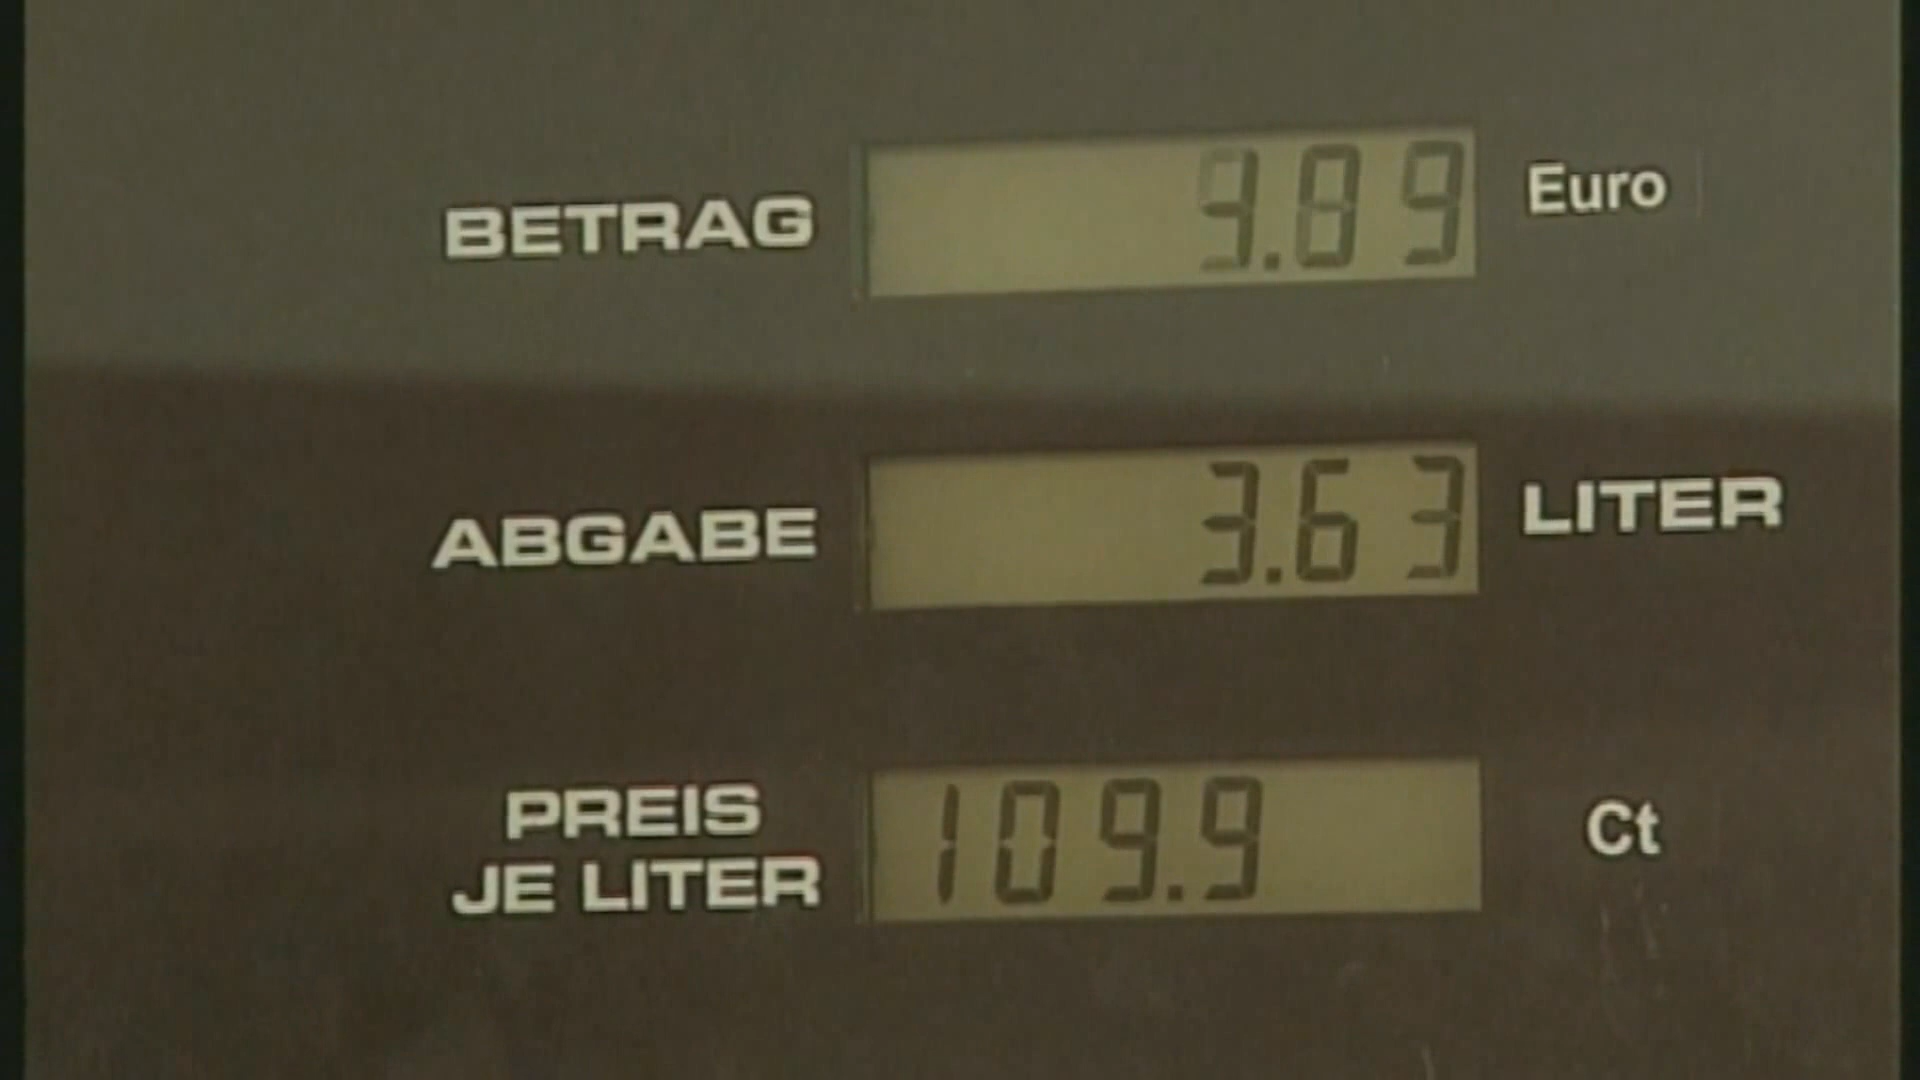 BETRAG Euro
ABGABE 3.63 LITER
PREIS
JE LITER 109.9 Ct